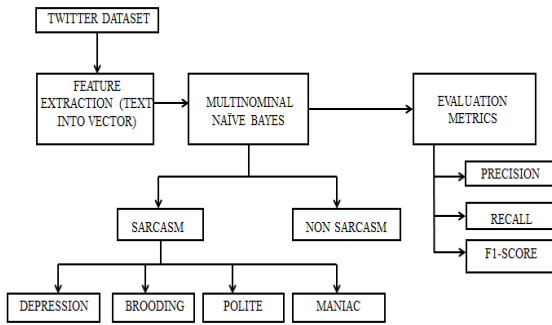 TWITTER DATASET
FEATURE
EXTRACTION (TEXT
INTO VECTOR)
MULTINOMINAL
NAÏVE BAYES
EVALUATION
METRICS
PRECISION
RECALL
F1-SCORE
SARCASM
NON SARCASM
DEPRESSION
BROODING
POLITE
MANIAC